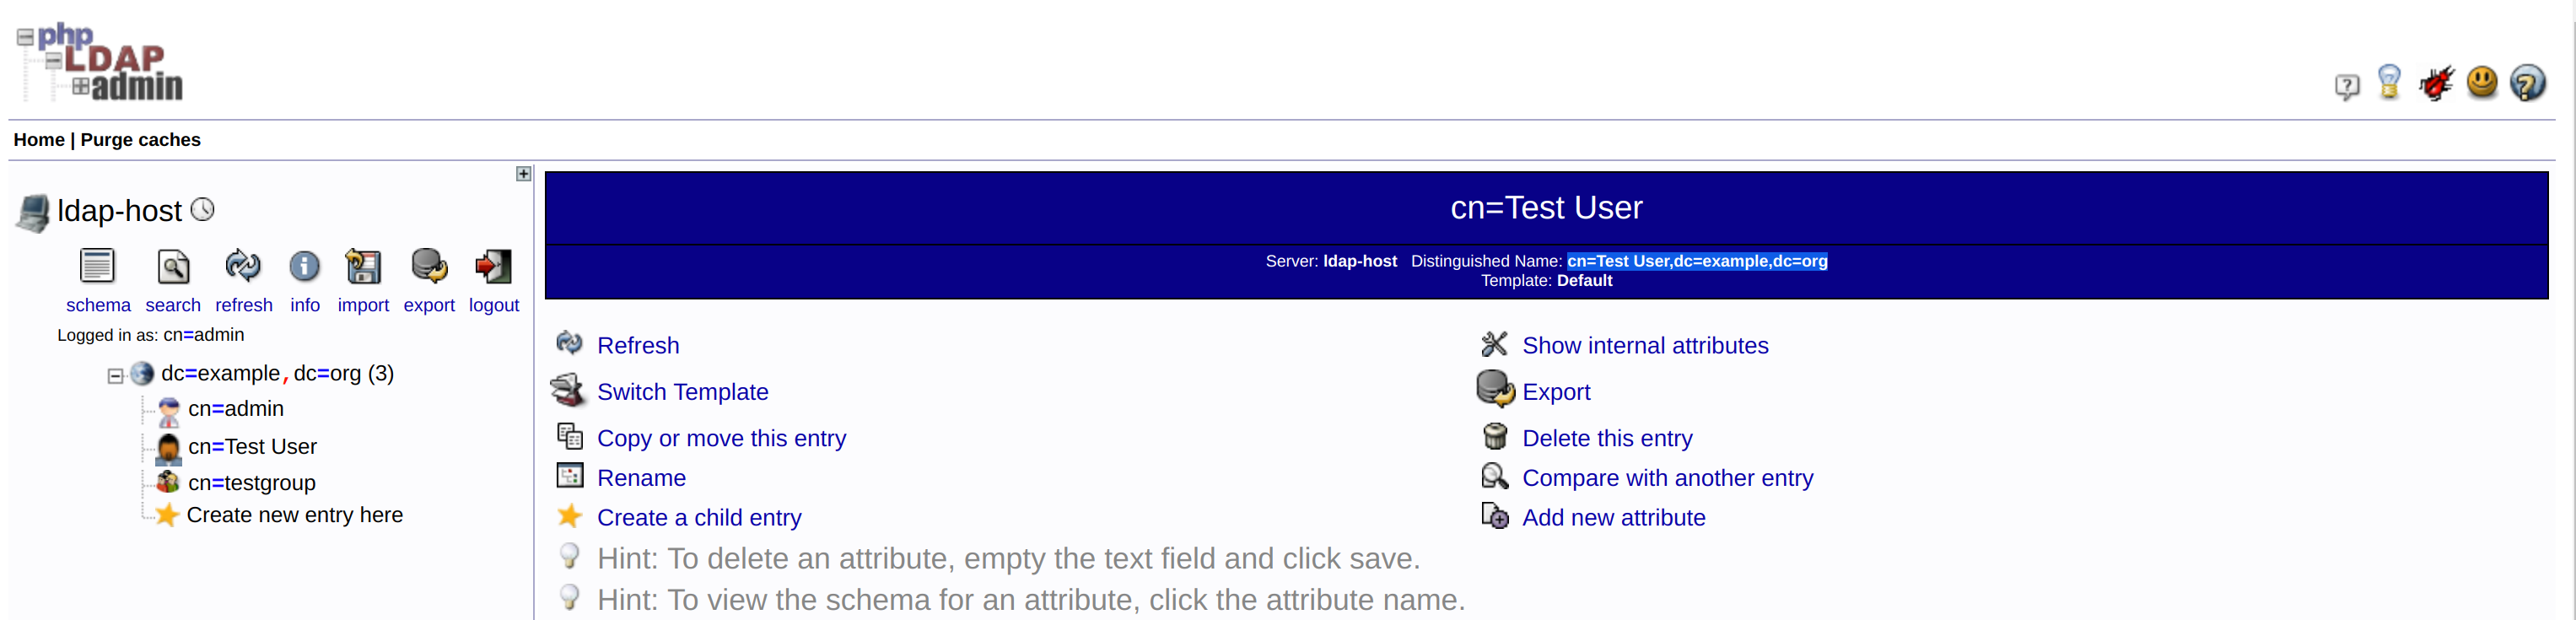 php
LDAP
admin
Home | Purge caches
ldap-host
schema search refresh info import export logout
Logged in as: cn=admin
dc=example,dc=org (3)
cn=admin
cn=Test User
cn=testgroup
Create new entry here
cn=Test User
Server: ldap-host Distinguished Name: cn=Test User,dc=example,dc=org
Template: Default
Refresh
Show internal attributes
Switch Template
Export
Copy or move this entry
Delete this entry
Rename
Compare with another entry
Create a child entry
Add new attribute
Hint: To delete an attribute, empty the text field and click save.
Hint: To view the schema for an attribute, click the attribute name.